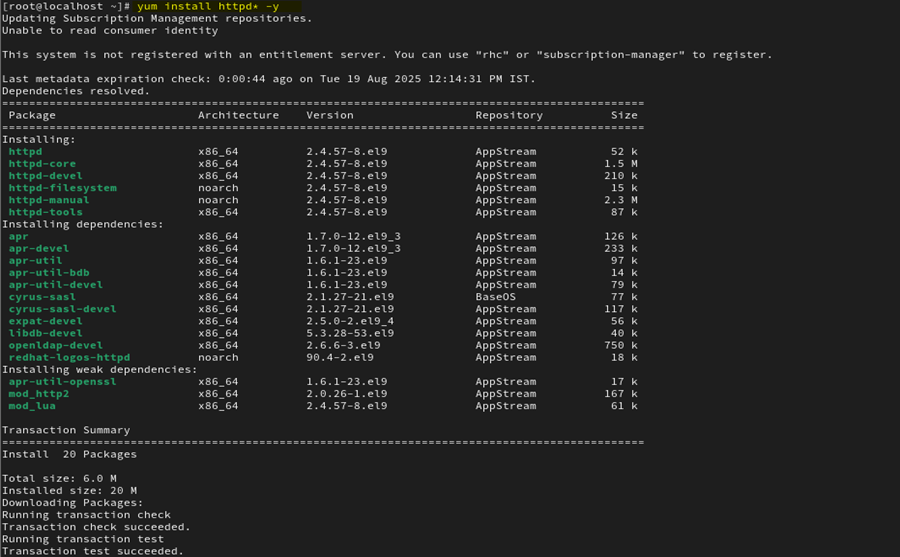 [root@localhost ~]# yum install httpd* -y
Updating Subscription Management repositories.
Unable to read consumer identity
This system is not registered with an entitlement server. You can use "rhc" or "subscription-manager" to register.
Last metadata expiration check: 0:00:44 ago on Tue 19 Aug 2025 12:14:31 PM IST.
Dependencies resolved.
================================================================================
Package Architecture Version Repository Size
================================================================================
Installing:
httpd x86_64 2.4.57-8.el9 AppStream 52 k
httpd-core x86_64 2.4.57-8.el9 AppStream 1.5 M
httpd-devel x86_64 2.4.57-8.el9 AppStream 210 k
httpd-filesystem noarch 2.4.57-8.el9 AppStream 15 k
httpd-manual noarch 2.4.57-8.el9 AppStream 2.3 M
httpd-tools x86_64 2.4.57-8.el9 AppStream 87 k
Installing dependencies:
apr x86_64 1.7.0-12.el9_3 AppStream 126 k
apr-devel x86_64 1.7.0-12.el9_3 AppStream 233 k
apr-util x86_64 1.6.1-23.el9 AppStream 97 k
apr-util-bdb x86_64 1.6.1-23.el9 AppStream 14 k
apr-util-devel x86_64 1.6.1-23.el9 AppStream 79 k
cyrus-sasl x86_64 2.1.27-21.el9 BaseOS 77 k
cyrus-sasl-devel x86_64 2.1.27-21.el9 AppStream 117 k
expat-devel x86_64 2.5.0-2.el9_4 AppStream 56 k
libdb-devel x86_64 5.3.28-53.el9 AppStream 40 k
openldap-devel x86_64 2.6.6-3.el9 AppStream 750 k
redhat-logos-httpd noarch 90.4-2.el9 AppStream 18 k
Installing weak dependencies:
apr-util-openssl x86_64 1.6.1-23.el9 AppStream 17 k
mod_http2 x86_64 2.0.26-1.el9 AppStream 167 k
mod_lua x86_64 2.4.57-8.el9 AppStream 61 k
Transaction Summary
================================================================================
Install 20 Packages
Total size: 6.0 M
Installed size: 20 M
Downloading Packages:
Running transaction check
Transaction check succeeded.
Running transaction test
Transaction test succeeded.